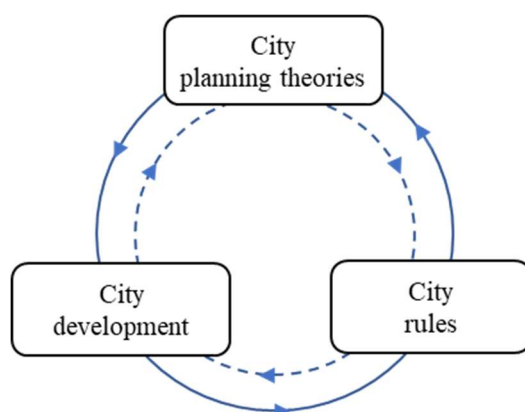 City
planning theories
City
development
City
rules